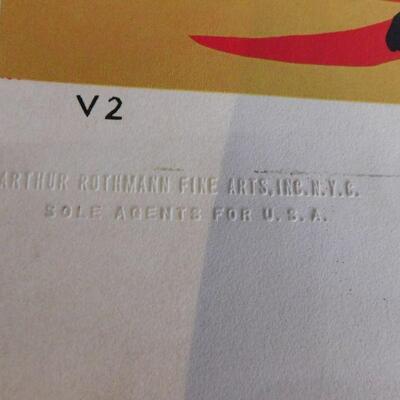 V2
ARTHUR ROTHMANN FINE ARTS, INC. N.Y.C.
SOLE AGENTS FOR U.S.A.